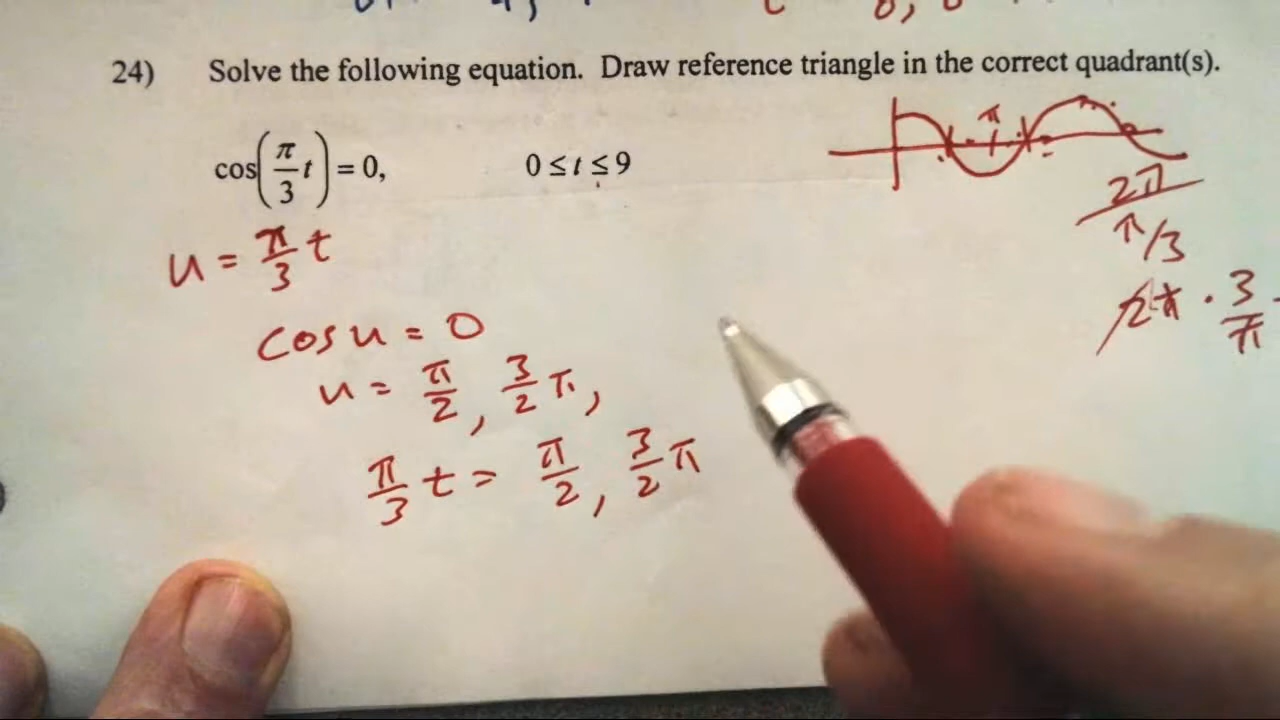 24) Solve the following equation. Draw reference triangle in the correct quadrant(s).
π
cos(π/3 t) = 0, 0 ≤ t ≤ 9
2π
π/3
u = π/3 t
2π · 3/π
cos u = 0
u = π/2, 3/2 π,
π/3 t = π/2, 3/2 π